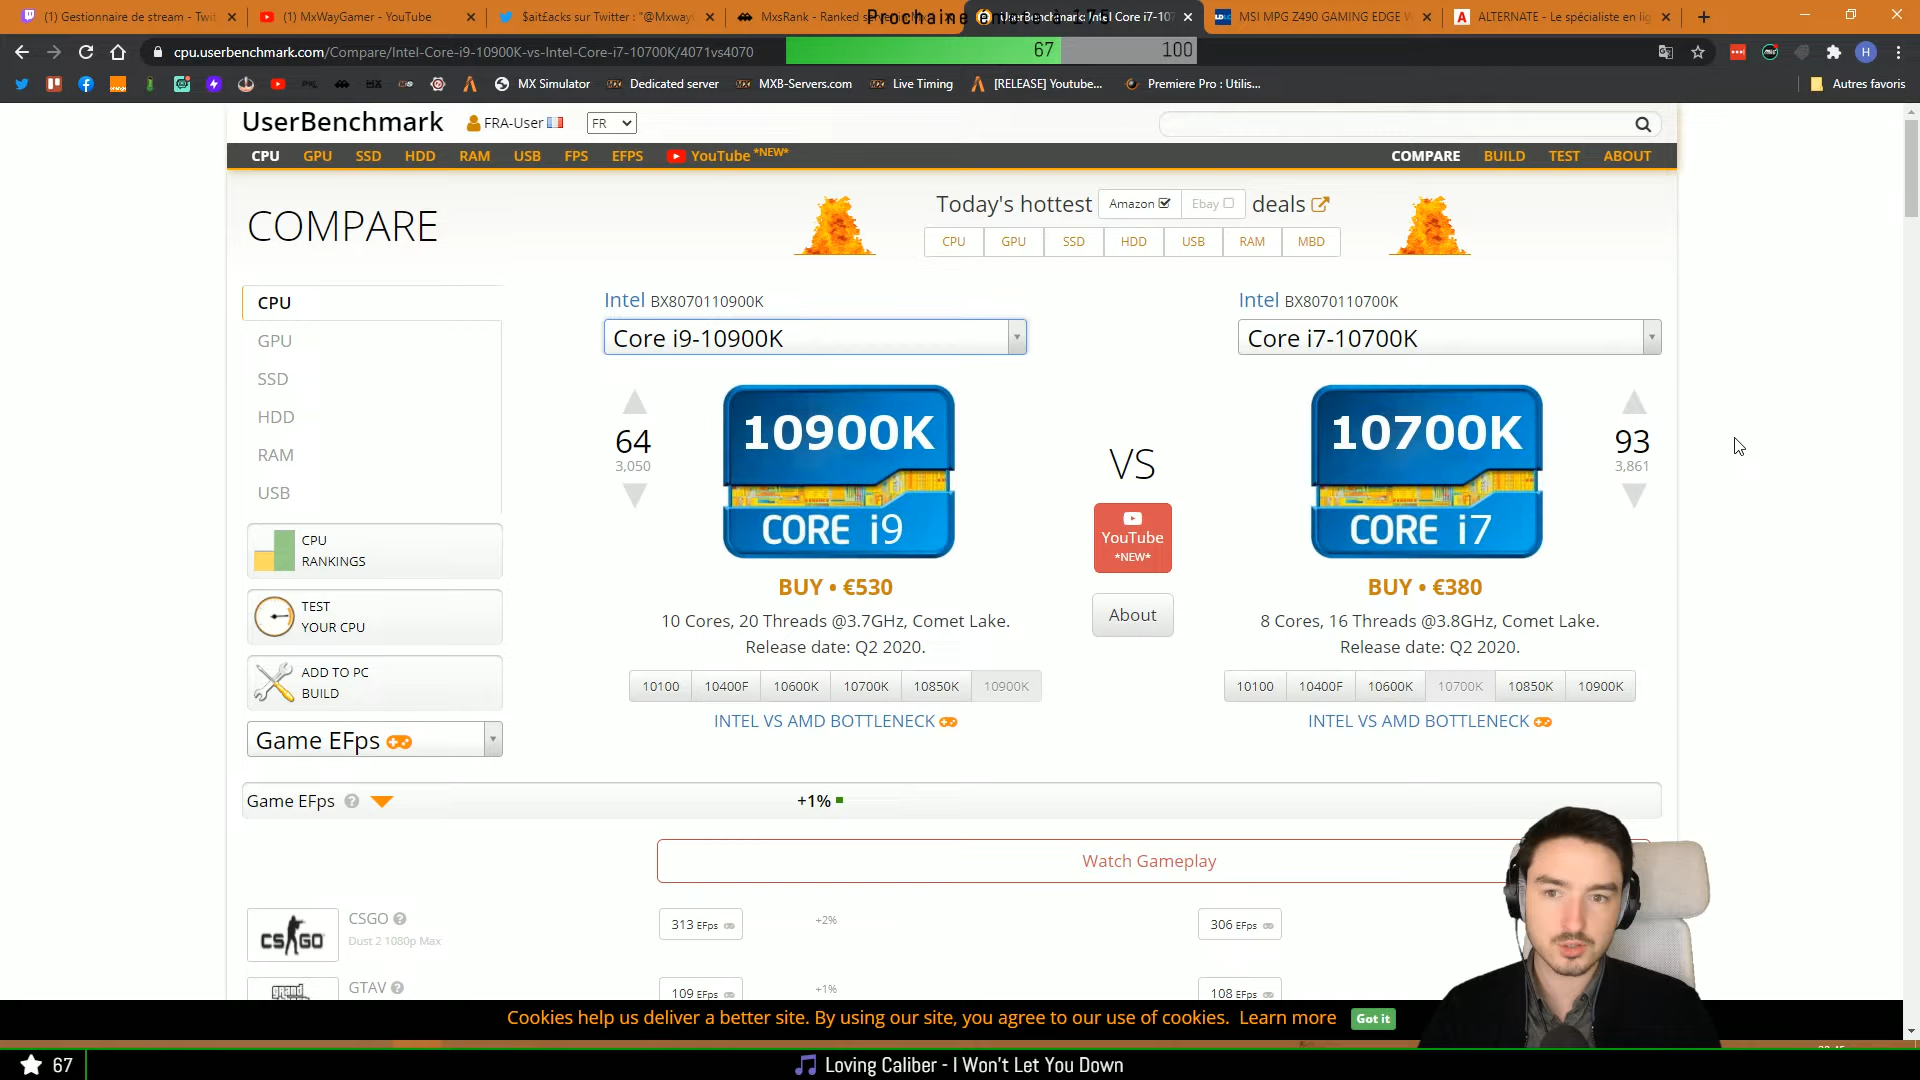 (1) Gestionnaire de stream - Twi
(1) MxWayGamer - YouTube
$ait£acks sur Twitter : "@Mxway
MxsRank - Ranked
UserBenchmark: Intel Core i7-107
MSI MPG Z490 GAMING EDGE W
ALTERNATE - Le spécialiste en lig
cpu.userbenchmark.com/Compare/Intel-Core-i9-10900K-vs-Intel-Core-i7-10700K/4071vs4070
67
100
H
MX Simulator
Dedicated server
MXB-Servers.com
Live Timing
[RELEASE] Youtube...
Premiere Pro : Utilis...
Autres favoris
UserBenchmark
FRA-User
FR
CPU GPU SSD HDD RAM USB FPS EFPS YouTube *NEW*
COMPARE BUILD TEST ABOUT
COMPARE
Today's hottest Amazon Ebay deals
CPU GPU SSD HDD USB RAM MBD
CPU
GPU
SSD
HDD
RAM
USB
CPU
RANKINGS
TEST
YOUR CPU
ADD TO PC
BUILD
Game EFps
Intel BX8070110900K
Core i9-10900K
64
3,050
10900K
CORE i9
BUY • €530
10 Cores, 20 Threads @3.7GHz, Comet Lake.
Release date: Q2 2020.
10100 10400F 10600K 10700K 10850K 10900K
INTEL VS AMD BOTTLENECK
VS
YouTube
*NEW*
About
Intel BX8070110700K
Core i7-10700K
93
3,861
10700K
CORE i7
BUY • €380
8 Cores, 16 Threads @3.8GHz, Comet Lake.
Release date: Q2 2020.
10100 10400F 10600K 10700K 10850K 10900K
INTEL VS AMD BOTTLENECK
Game EFps
+1%
Watch Gameplay
CSGO
Dust 2 1080p Max
CS GO
313 EFps
+2%
306 EFps
GTAV
grand
109 EFps
+1%
108 EFps
Cookies help us deliver a better site. By using our site, you agree to our use of cookies. Learn more Got it
67
Loving Caliber - I Won't Let You Down